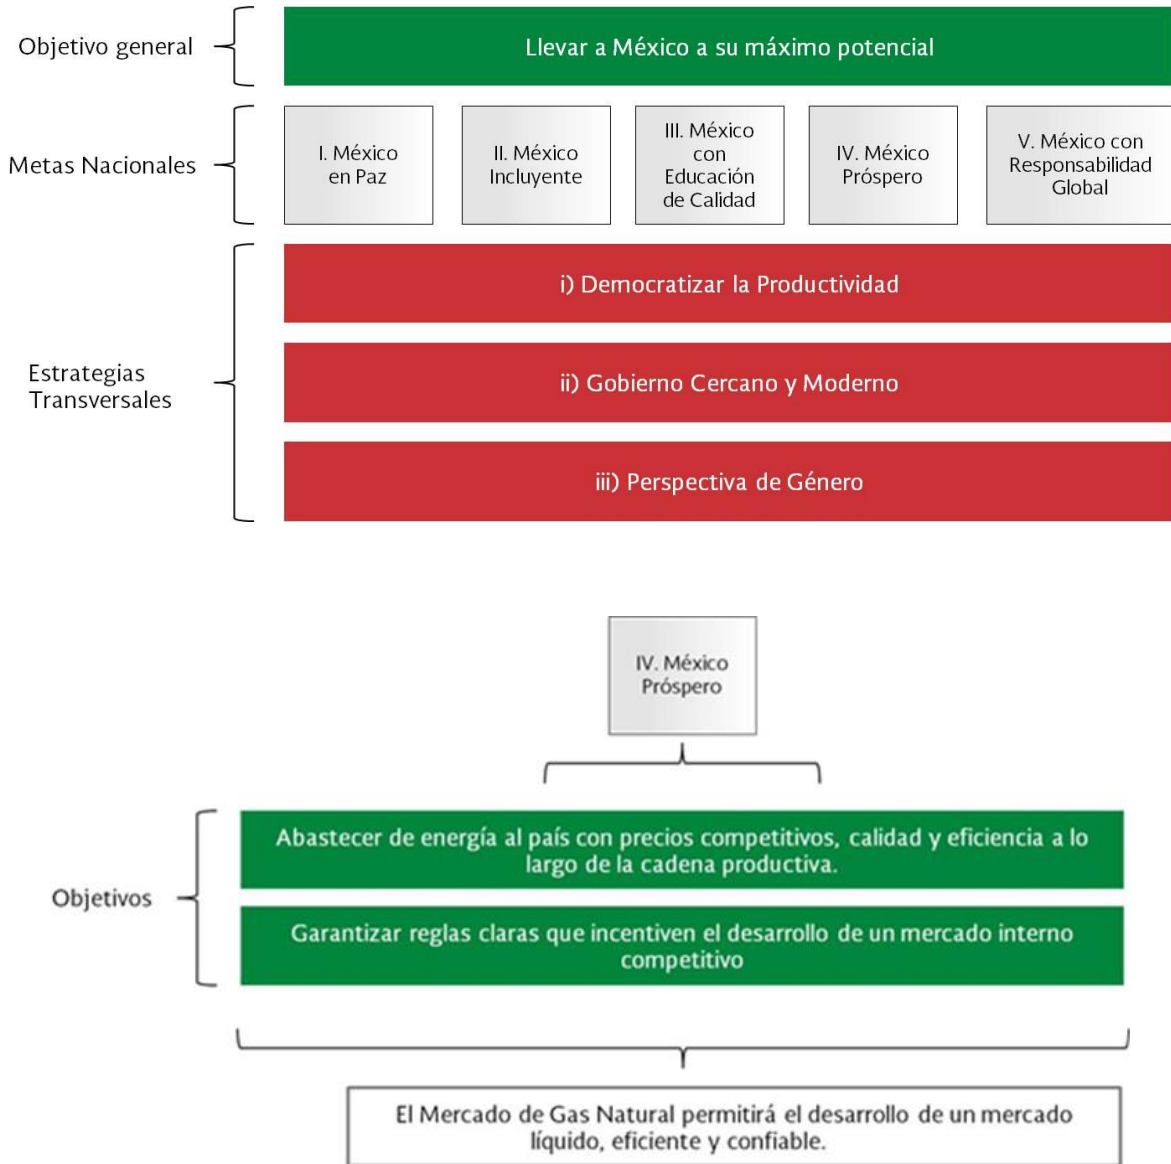 Objetivo general
Llevar a México a su máximo potencial
Metas Nacionales
I. México
en Paz
II. México
Incluyente
III. México
con
Educación
de Calidad
IV. México
Próspero
V. México con
Responsabilidad
Global
Estrategias
Transversales
i) Democratizar la Productividad
ii) Gobierno Cercano y Moderno
iii) Perspectiva de Género
IV. México
Próspero
Objetivos
Abastecer de energía al país con precios competitivos, calidad y eficiencia a lo
largo de la cadena productiva.
Garantizar reglas claras que incentiven el desarrollo de un mercado interno
competitivo
El Mercado de Gas Natural permitirá el desarrollo de un mercado
líquido, eficiente y confiable.